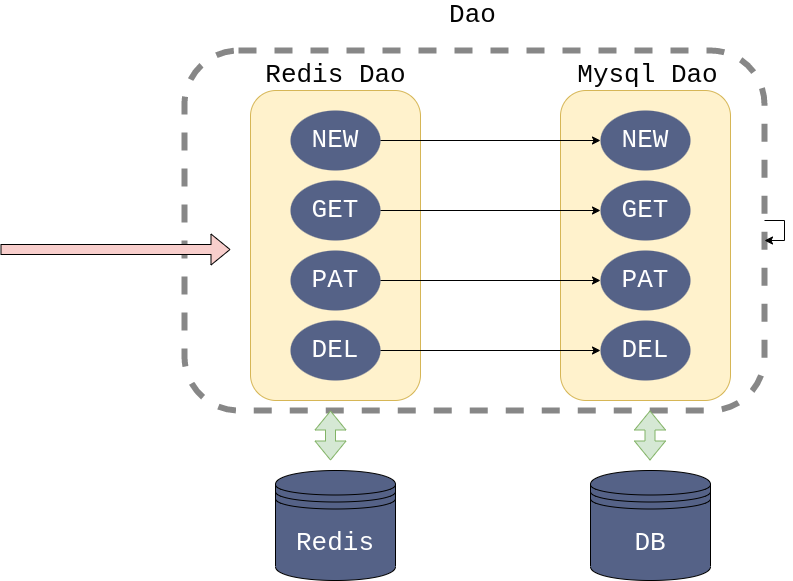 Dao
Redis Dao
Mysql Dao
NEW
NEW
GET
GET
PAT
PAT
DEL
DEL
Redis
DB